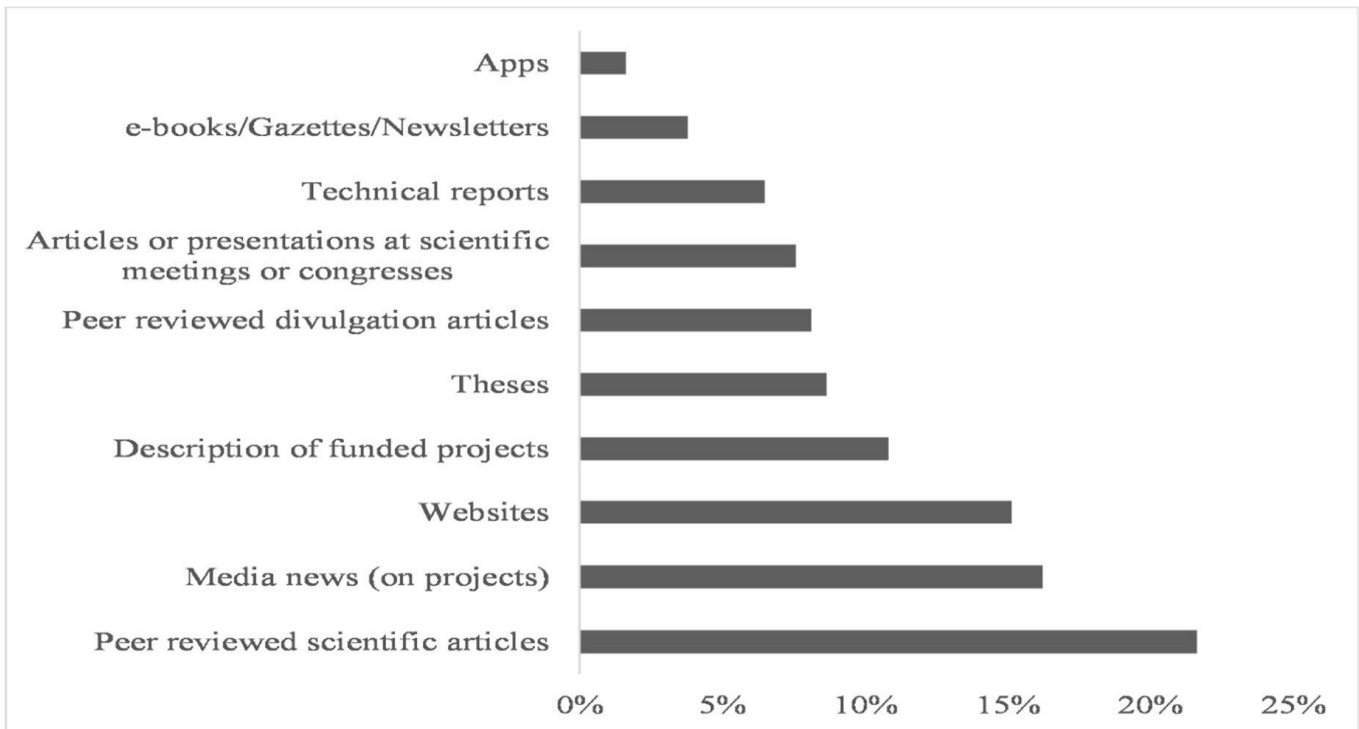 Apps
e-books/Gazettes/Newsletters
Technical reports
Articles or presentations at scientific
meetings or congresses
Peer reviewed divulgation articles
Theses
Description of funded projects
Websites
Media news (on projects)
Peer reviewed scientific articles
0% 5% 10% 15% 20% 25%